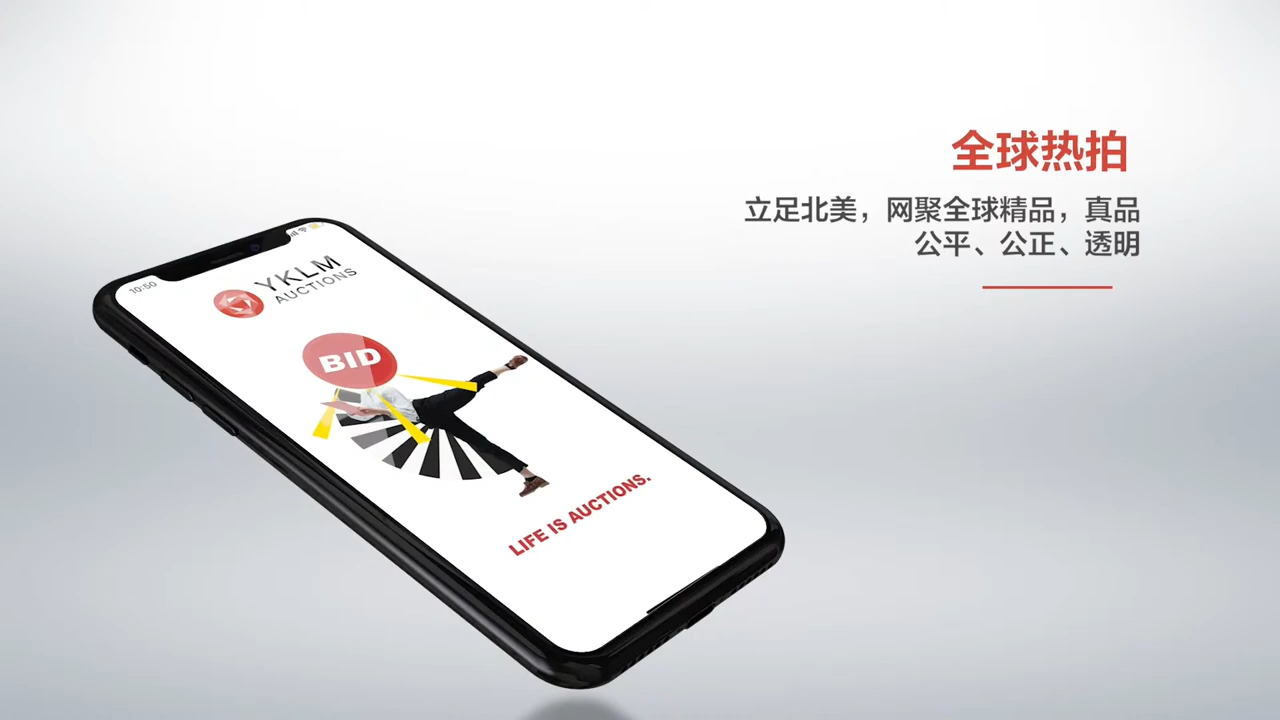 全球热拍
立足北美，网聚全球精品，真品
公平、公正、透明
10:50
YKLM
AUCTIONS
BID
LIFE IS AUCTIONS.